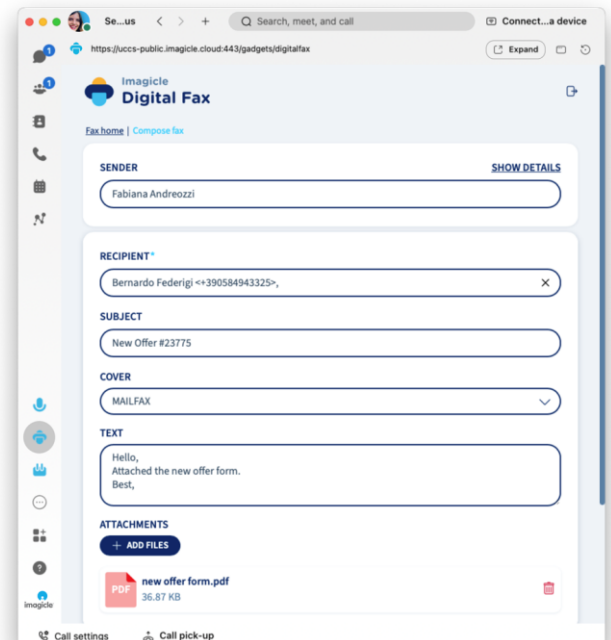 Se...us
Search, meet, and call
Connect...a device
1
https://uccs-public.imagicle.cloud:443/gadgets/digitalfax
Expand
1
Imagicle
Digital Fax
Fax home | Compose fax
SENDER
SHOW DETAILS
Fabiana Andreozzi
RECIPIENT*
Bernardo Federigi <+390584943325>,
SUBJECT
New Offer #23775
COVER
MAILFAX
TEXT
Hello,
Attached the new offer form.
Best,
ATTACHMENTS
+ ADD FILES
PDF
new offer form.pdf
36.87 KB
imagicle
Call settings
Call pick-up